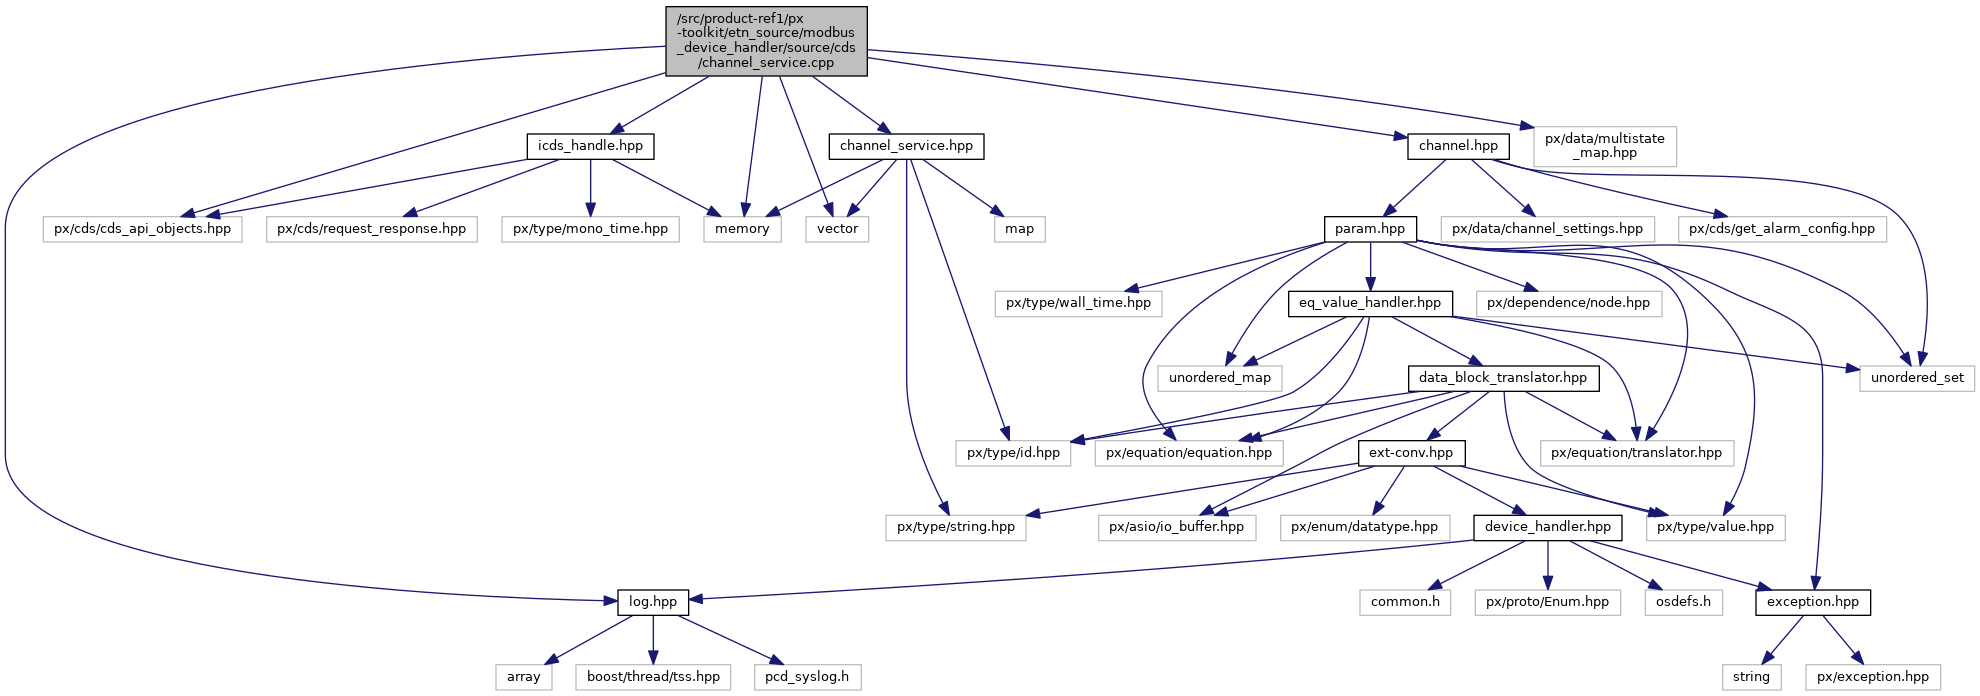 /src/product-ref1/px
-toolkit/etn_source/modbus
_device_handler/source/cds
/channel_service.cpp
icds_handle.hpp
channel_service.hpp
channel.hpp
px/data/multistate
_map.hpp
px/cds/cds_api_objects.hpp
px/cds/request_response.hpp
px/type/mono_time.hpp
memory
vector
map
param.hpp
px/data/channel_settings.hpp
px/cds/get_alarm_config.hpp
px/type/wall_time.hpp
eq_value_handler.hpp
px/dependence/node.hpp
unordered_map
data_block_translator.hpp
unordered_set
px/type/id.hpp
px/equation/equation.hpp
ext-conv.hpp
px/equation/translator.hpp
px/type/string.hpp
px/asio/io_buffer.hpp
px/enum/datatype.hpp
device_handler.hpp
px/type/value.hpp
log.hpp
common.h
px/proto/Enum.hpp
osdefs.h
exception.hpp
array
boost/thread/tss.hpp
pcd_syslog.h
string
px/exception.hpp